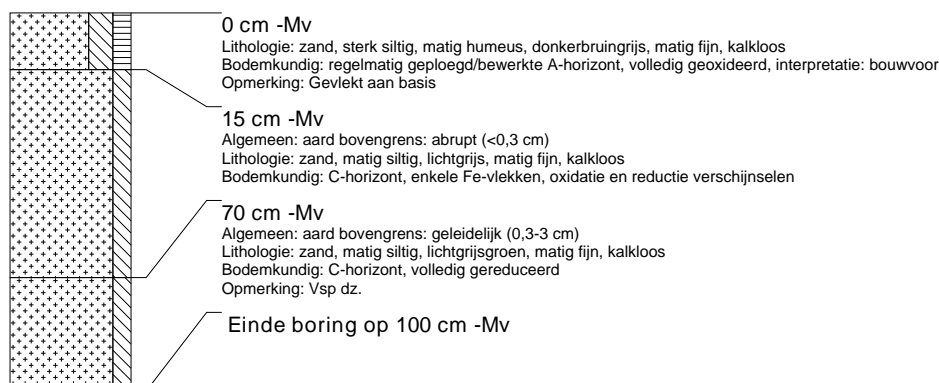 0 cm -Mv
Lithologie: zand, sterk siltig, matig humeus, donkerbruingrijs, matig fijn, kalkloos
Bodemkundig: regelmatig geploegd/bewerkte A-horizont, volledig geoxideerd, interpretatie: bouwvoor
Opmerking: Gevlekt aan basis
15 cm -Mv
Algemeen: aard bovengrens: abrupt (<0,3 cm)
Lithologie: zand, matig siltig, lichtgrijs, matig fijn, kalkloos
Bodemkundig: C-horizont, enkele Fe-vlekken, oxidatie en reductie verschijnselen
70 cm -Mv
Algemeen: aard bovengrens: geleidelijk (0,3-3 cm)
Lithologie: zand, matig siltig, lichtgrijsgroen, matig fijn, kalkloos
Bodemkundig: C-horizont, volledig gereduceerd
Opmerking: Vsp dz.
Einde boring op 100 cm -Mv